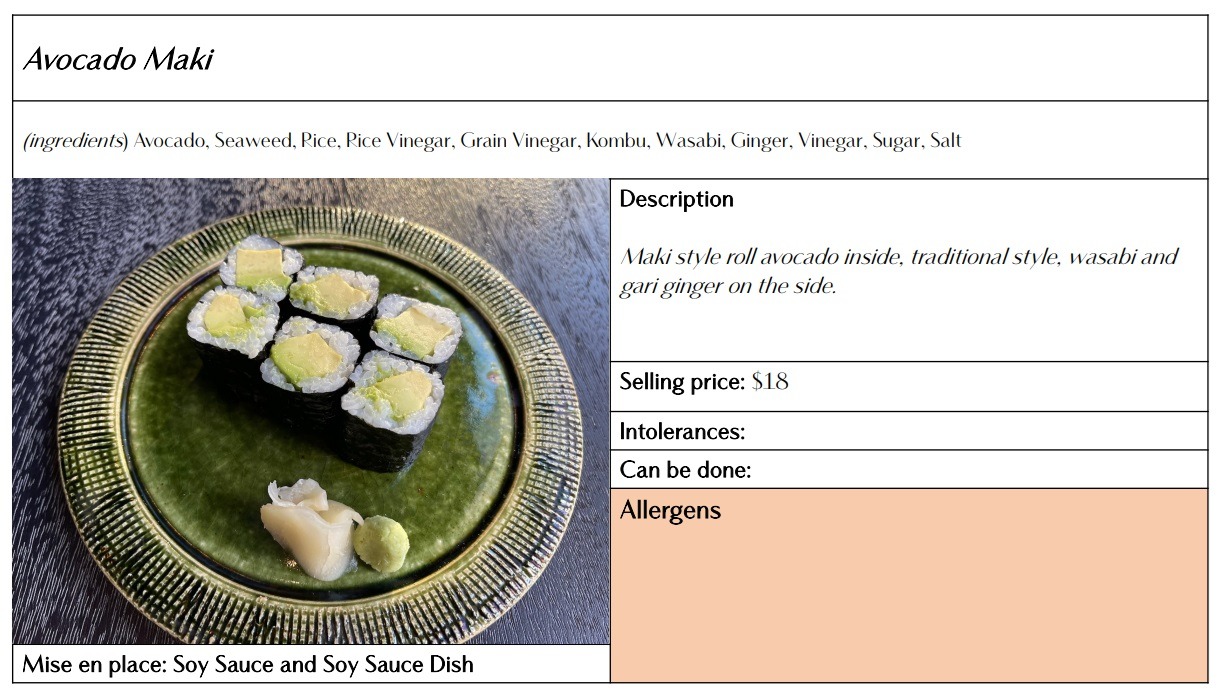 Avocado Maki
(ingredients) Avocado, Seaweed, Rice, Rice Vinegar, Grain Vinegar, Kombu, Wasabi, Ginger, Vinegar, Sugar, Salt
Description
Maki style roll avocado inside, traditional style, wasabi and
gari ginger on the side.
Selling price: $18
Intolerances:
Can be done:
Allergens
Mise en place: Soy Sauce and Soy Sauce Dish